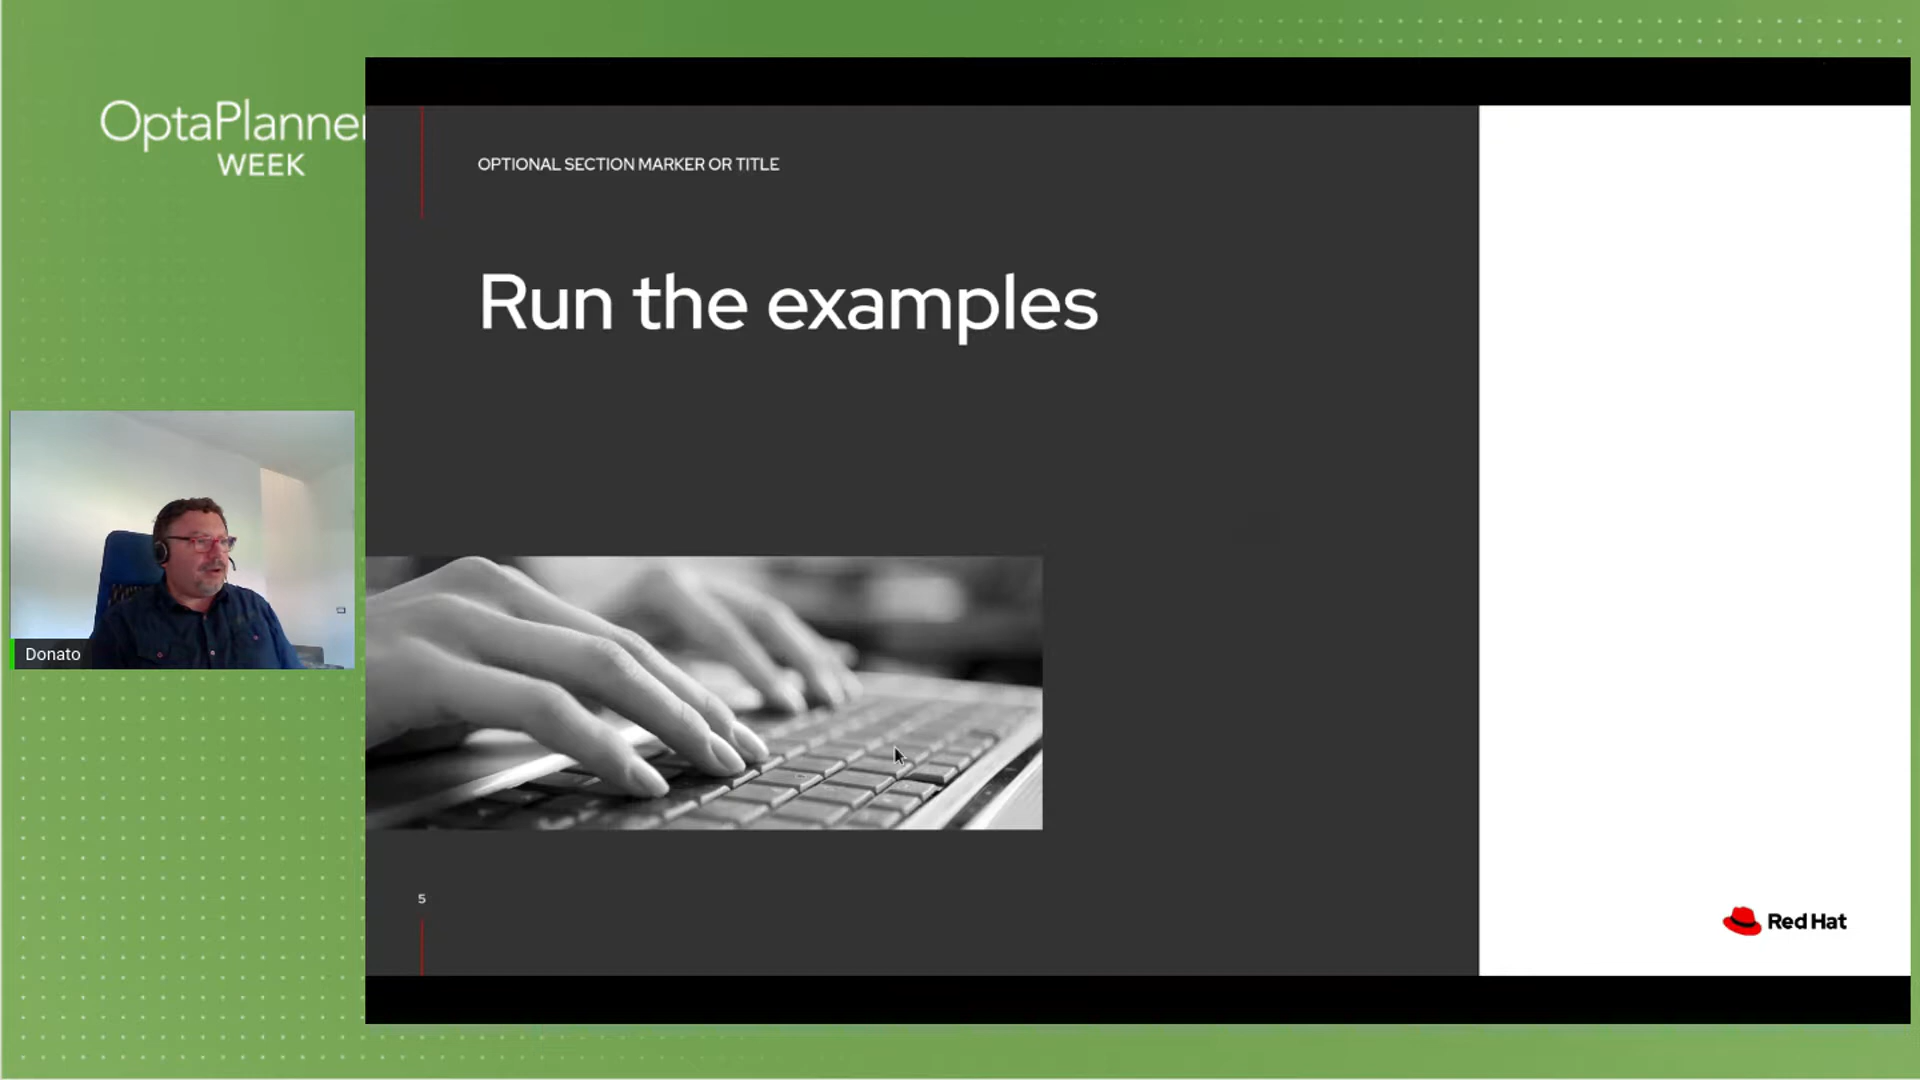 OptaPlanner
WEEK
OPTIONAL SECTION MARKER OR TITLE
Run the examples
Donato
5
Red Hat